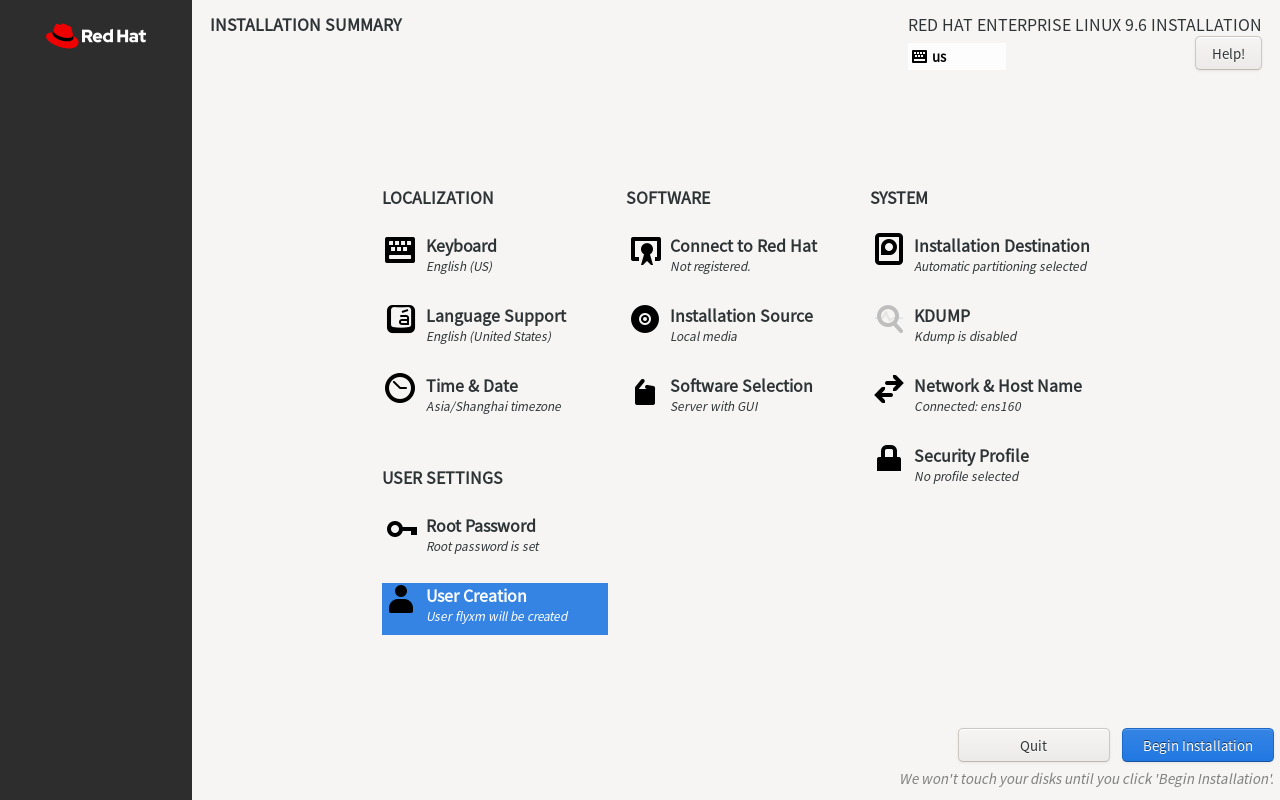 Red Hat
INSTALLATION SUMMARY
RED HAT ENTERPRISE LINUX 9.6 INSTALLATION
us
Help!
LOCALIZATION
Keyboard
English (US)
Language Support
English (United States)
Time & Date
Asia/Shanghai timezone
SOFTWARE
Connect to Red Hat
Not registered.
Installation Source
Local media
Software Selection
Server with GUI
SYSTEM
Installation Destination
Automatic partitioning selected
KDUMP
Kdump is disabled
Network & Host Name
Connected: ens160
Security Profile
No profile selected
USER SETTINGS
Root Password
Root password is set
User Creation
User flyxm will be created
Quit
Begin Installation
We won't touch your disks until you click 'Begin Installation'.